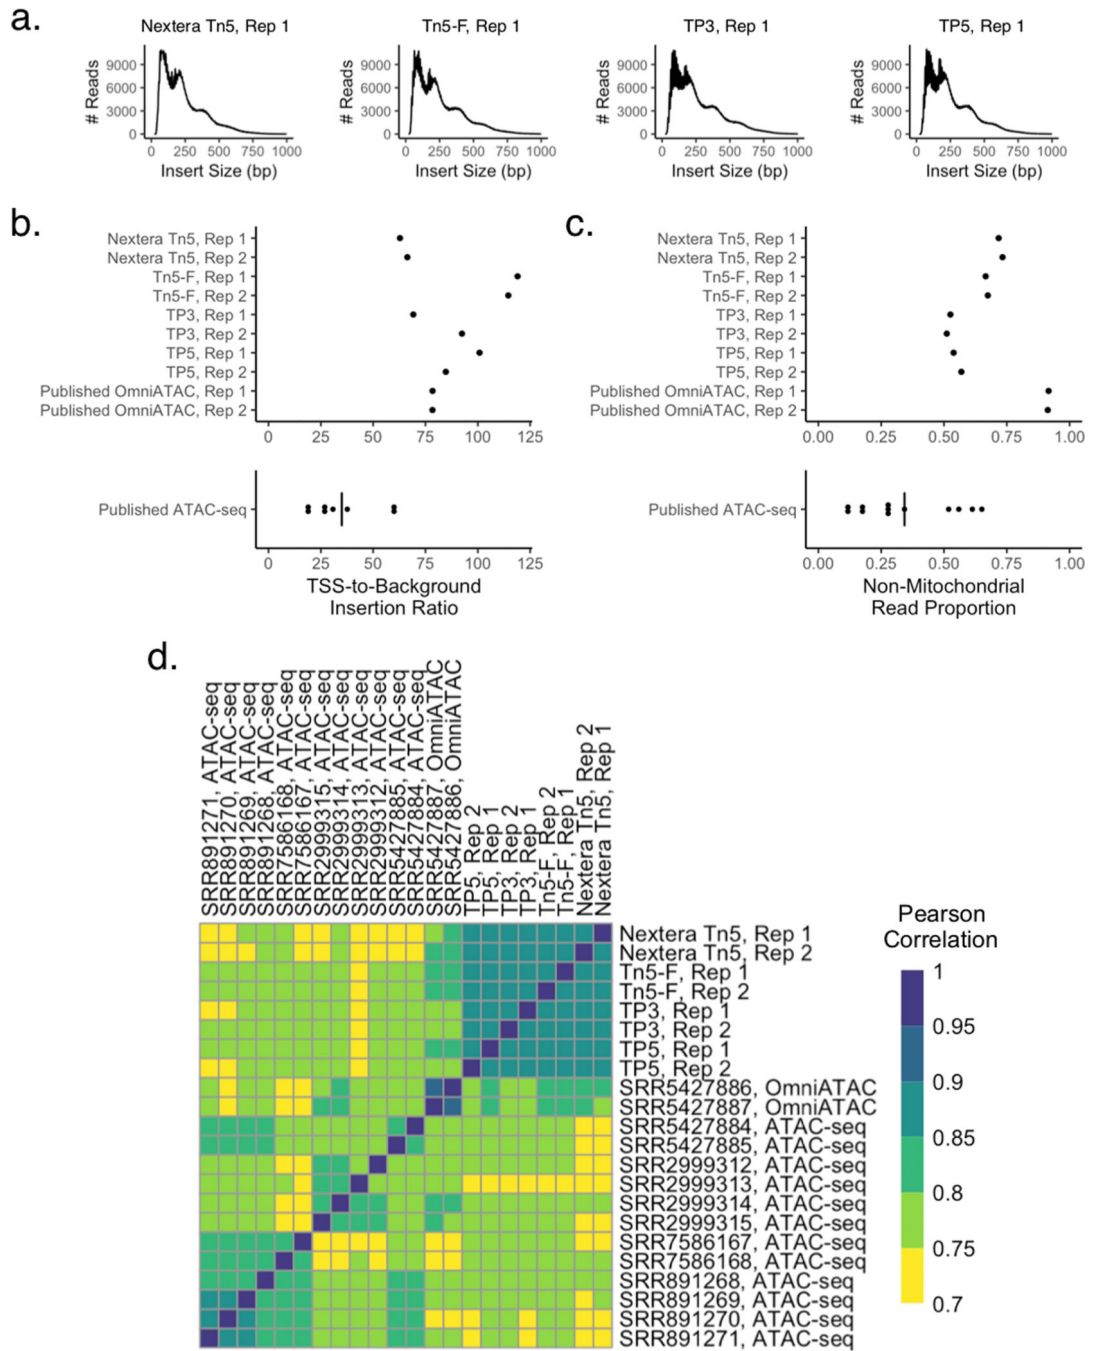 a.
Nextera Tn5, Rep 1
Tn5-F, Rep 1
TP3, Rep 1
TP5, Rep 1
# Reads
9000
6000
3000
0
0 250 500 750 1000
Insert Size (bp)
# Reads
9000
6000
3000
0
0 250 500 750 1000
Insert Size (bp)
# Reads
9000
6000
3000
0
0 250 500 750 1000
Insert Size (bp)
# Reads
9000
6000
3000
0
0 250 500 750 1000
Insert Size (bp)
b.
Nextera Tn5, Rep 1
Nextera Tn5, Rep 2
Tn5-F, Rep 1
Tn5-F, Rep 2
TP3, Rep 1
TP3, Rep 2
TP5, Rep 1
TP5, Rep 2
Published OmniATAC, Rep 1
Published OmniATAC, Rep 2
0 25 50 75 100 125
Published ATAC-seq
0 25 50 75 100 125
TSS-to-Background
Insertion Ratio
c.
Nextera Tn5, Rep 1
Nextera Tn5, Rep 2
Tn5-F, Rep 1
Tn5-F, Rep 2
TP3, Rep 1
TP3, Rep 2
TP5, Rep 1
TP5, Rep 2
Published OmniATAC, Rep 1
Published OmniATAC, Rep 2
0.00 0.25 0.50 0.75 1.00
Published ATAC-seq
0.00 0.25 0.50 0.75 1.00
Non-Mitochondrial
Read Proportion
d.
SRR891271, ATAC-seq
SRR891270, ATAC-seq
SRR891269, ATAC-seq
SRR891268, ATAC-seq
SRR7586168, ATAC-seq
SRR7586167, ATAC-seq
SRR2999315, ATAC-seq
SRR2999314, ATAC-seq
SRR2999313, ATAC-seq
SRR2999312, ATAC-seq
SRR5427885, ATAC-seq
SRR5427884, ATAC-seq
SRR5427887, OmniATAC
SRR5427886, OmniATAC
TP5, Rep 2
TP5, Rep 1
TP3, Rep 2
TP3, Rep 1
Tn5-F, Rep 2
Tn5-F, Rep 1
Nextera Tn5, Rep 2
Nextera Tn5, Rep 1
Nextera Tn5, Rep 1
Nextera Tn5, Rep 2
Tn5-F, Rep 1
Tn5-F, Rep 2
TP3, Rep 1
TP3, Rep 2
TP5, Rep 1
TP5, Rep 2
SRR5427886, OmniATAC
SRR5427887, OmniATAC
SRR5427884, ATAC-seq
SRR5427885, ATAC-seq
SRR2999312, ATAC-seq
SRR2999313, ATAC-seq
SRR2999314, ATAC-seq
SRR2999315, ATAC-seq
SRR7586167, ATAC-seq
SRR7586168, ATAC-seq
SRR891268, ATAC-seq
SRR891269, ATAC-seq
SRR891270, ATAC-seq
SRR891271, ATAC-seq
Pearson
Correlation
1
0.95
0.9
0.85
0.8
0.75
0.7